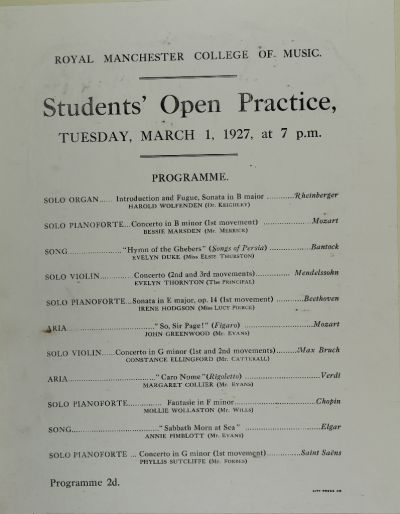 ROYAL MANCHESTER COLLEGE OF MUSIC.
Students' Open Practice,
TUESDAY, MARCH 1, 1927, at 7 p.m.
PROGRAMME.
SOLO ORGAN...... Introduction and Fugue, Sonata in B major ...........Rheinberger
HAROLD WOLFENDEN (Dr. KEIGHLEY)
SOLO PIANOFORTE...Concerto in B minor (1st movement) ..................Mozart
BESSIE MARSDEN (Mr. MERRICK)
SONG..................."Hymn of the Ghebers" (Songs of Persia)................Bantock
EVELYN DUKE (Miss ELSIE THURSTON)
SOLO VIOLIN...........Concerto (2nd and 3rd movements)............. Mendelssohn
EVELYN THORNTON (The PRINCIPAL)
SOLO PIANOFORTE...Sonata in E major, op. 14 (1st movement) ..........Beethoven
IRENE HODGSON (Miss LUCY PIERCE)
ARIA..............................."So, Sir Page!" (Figaro) ..........................Mozart
JOHN GREENWOOD (Mr. EVANS)
SOLO VIOLIN......Concerto in G minor (1st and 2nd movements)........Max Bruch
CONSTANCE ELLINGFORD (Mr. CATTERALL)
ARIA..............................."Caro Nome" (Rigoletto) .............................Verdi
MARGARET COLLIER (Mr. EVANS)
SOLO PIANOFORTE............. Fantasie in F minor............................Chopin
MOLLIE WOLLASTON (Mr. WILLS)
SONG................................"Sabbath Morn at Sea" ...............................Elgar
ANNIE PIMBLOTT (Mr. EVANS)
SOLO PIANOFORTE ... Concerto in G minor (1st movement)..............Saint Saëns
PHYLLIS SUTCLIFFE (Mr. FORBES)
Programme 2d.
CITY PRESS